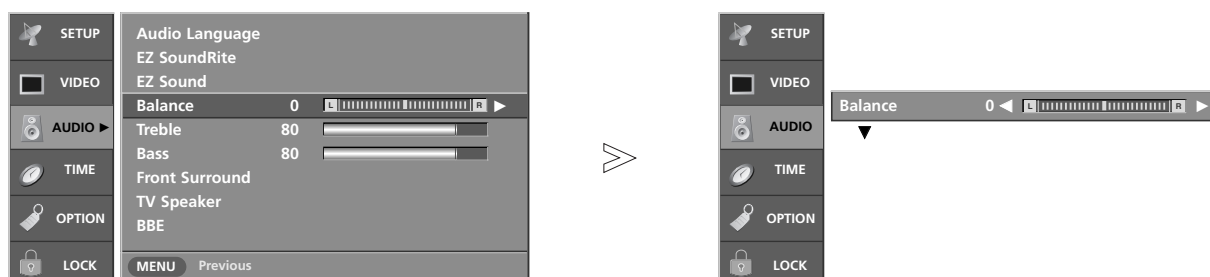 SETUP
VIDEO
AUDIO ►
TIME
OPTION
LOCK
Audio Language
EZ SoundRite
EZ Sound
Balance 0 L R ►
Treble 80
Bass 80
Front Surround
TV Speaker
BBE
MENU Previous
SETUP
VIDEO
AUDIO
TIME
OPTION
LOCK
Balance 0 ◄ L R ►
▼